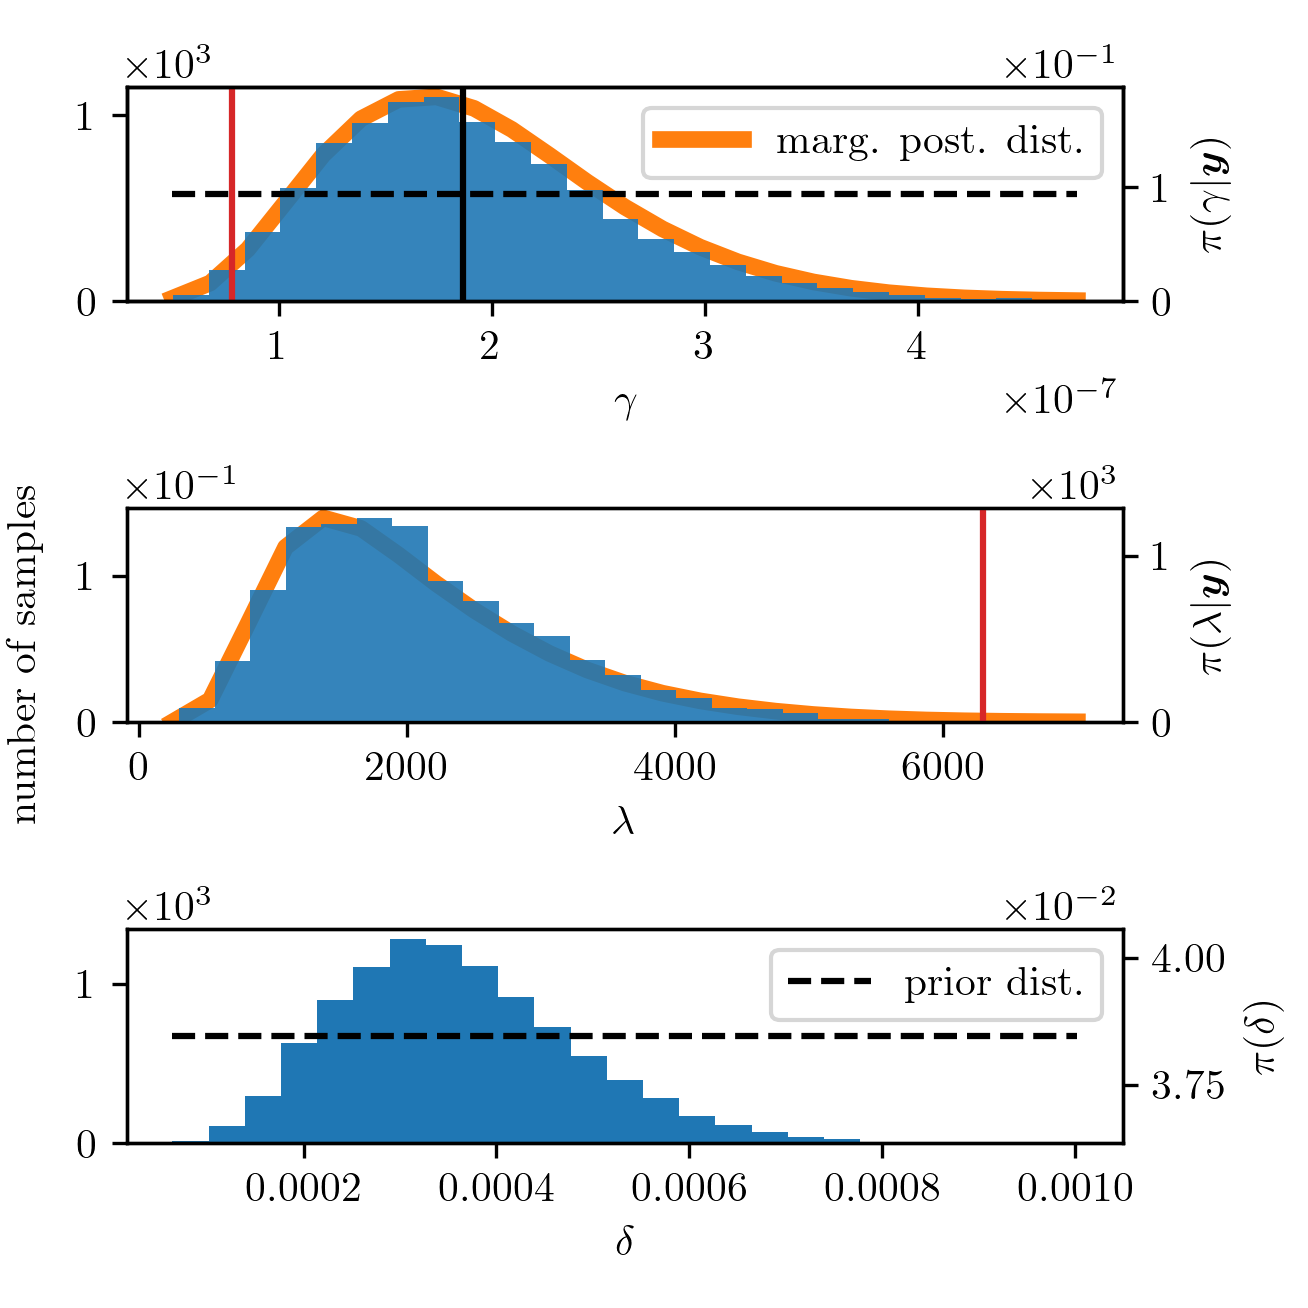 ×10³ ×10⁻¹
marg. post. dist.
1 1
0 0
π(γ|y)
1 2 3 4
γ ×10⁻⁷
number of samples
×10⁻¹ ×10³
1 1
0 0
π(λ|y)
0 2000 4000 6000
λ
×10³ ×10⁻²
prior dist.
4.00
1
3.75
0
π(δ)
0.0002 0.0004 0.0006 0.0008 0.0010
δ